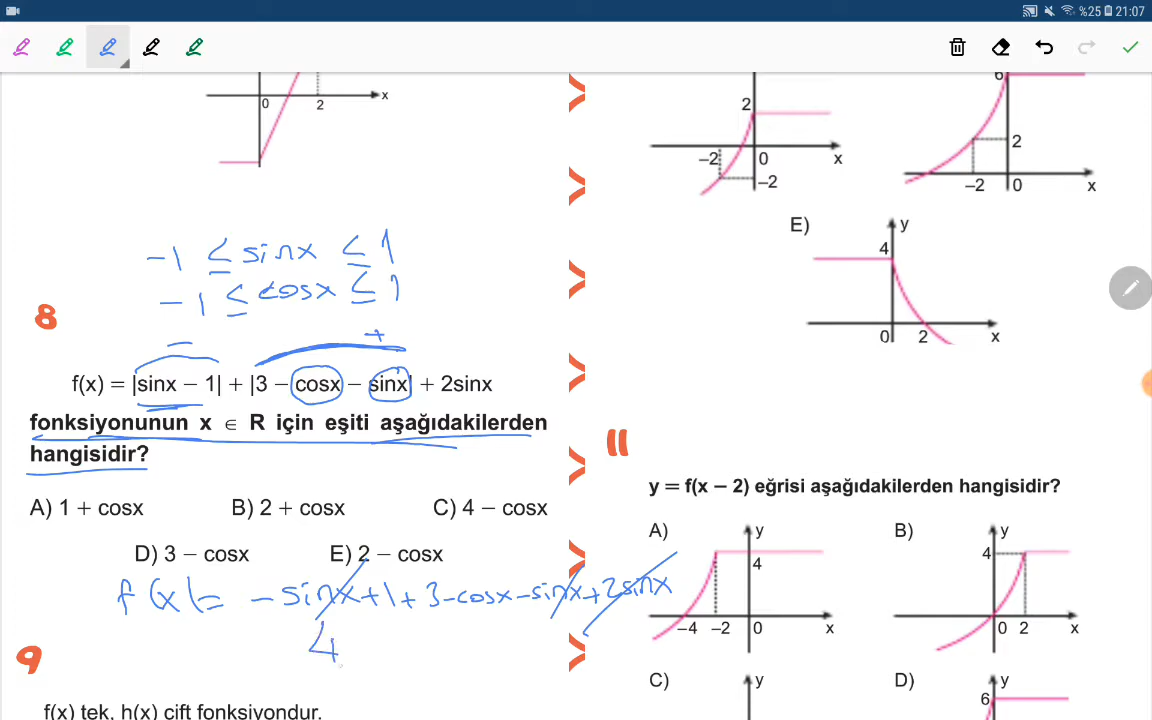 %25 21:07
0 2 x
-1 ≤ sinx ≤ 1
-1 ≤ cosx ≤ 1
8
- +
f(x) = |sinx − 1| + |3 − cosx − sinx| + 2sinx
fonksiyonunun x ∈ R için eşiti aşağıdakilerden
hangisidir?
A) 1 + cosx B) 2 + cosx C) 4 − cosx
D) 3 − cosx E) 2 − cosx
f(x)= -sinx+1+3-cosx-sinx+2sinx
4
9
f(x) tek, h(x) çift fonksiyondur.
2 −2 0 x −2
6 2 −2 0 x
E) y 4 0 2 x
11
y = f(x − 2) eğrisi aşağıdakilerden hangisidir?
A) y 4 −4 −2 0 x
B) y 4 0 2 x
C) y
D) y 6